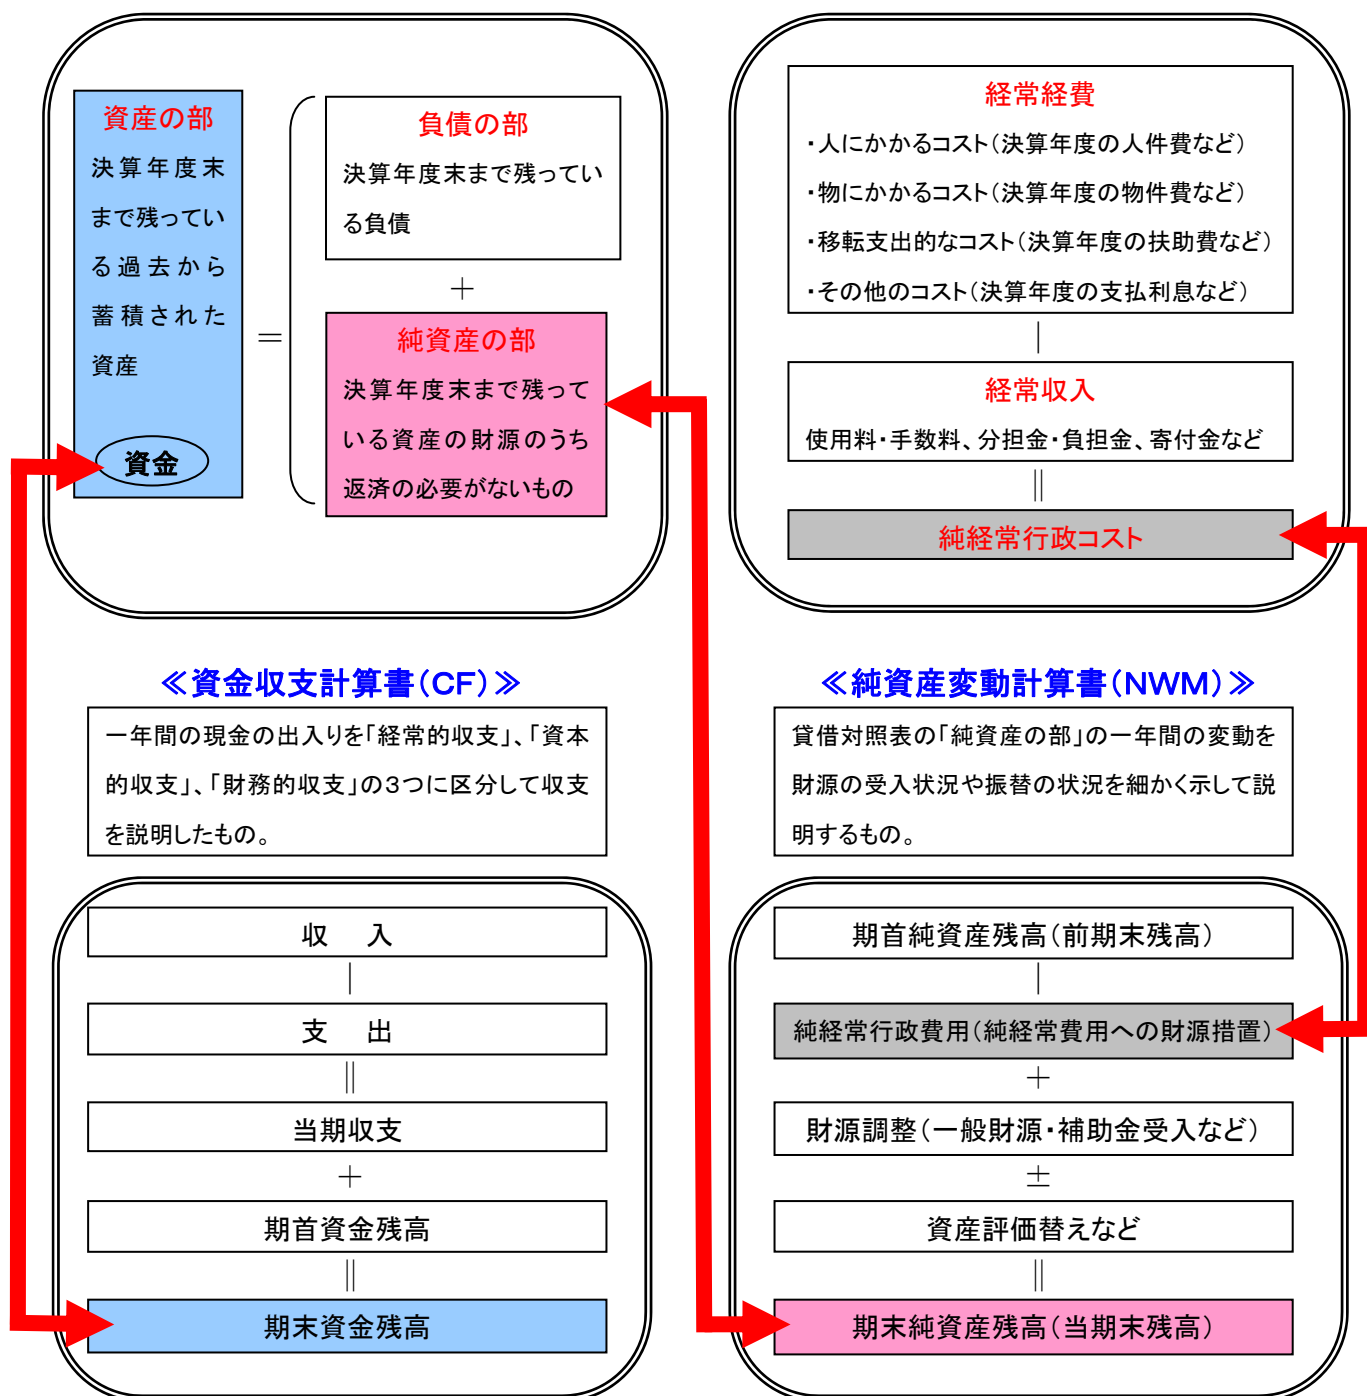 資産の部
決算年度末
まで残ってい
る過去から
蓄積された
資産
資金
＝
負債の部
決算年度末まで残ってい
る負債
＋
純資産の部
決算年度末まで残って
いる資産の財源のうち
返済の必要がないもの
経常経費
・人にかかるコスト（決算年度の人件費など）
・物にかかるコスト（決算年度の物件費など）
・移転支出的なコスト（決算年度の扶助費など）
・その他のコスト（決算年度の支払利息など）
｜
経常収入
使用料・手数料、分担金・負担金、寄付金など
||
純経常行政コスト
≪資金収支計算書（CF）≫
一年間の現金の出入りを「経常的収支」、「資本
的収支」、「財務的収支」の３つに区分して収支
を説明したもの。
収　入
｜
支　出
||
当期収支
＋
期首資金残高
||
期末資金残高
≪純資産変動計算書（NWM）≫
貸借対照表の「純資産の部」の一年間の変動を
財源の受入状況や振替の状況を細かく示して説
明するもの。
期首純資産残高（前期末残高）
｜
純経常行政費用（純経常費用への財源措置）
＋
財源調整（一般財源・補助金受入など）
±
資産評価替えなど
||
期末純資産残高（当期末残高）